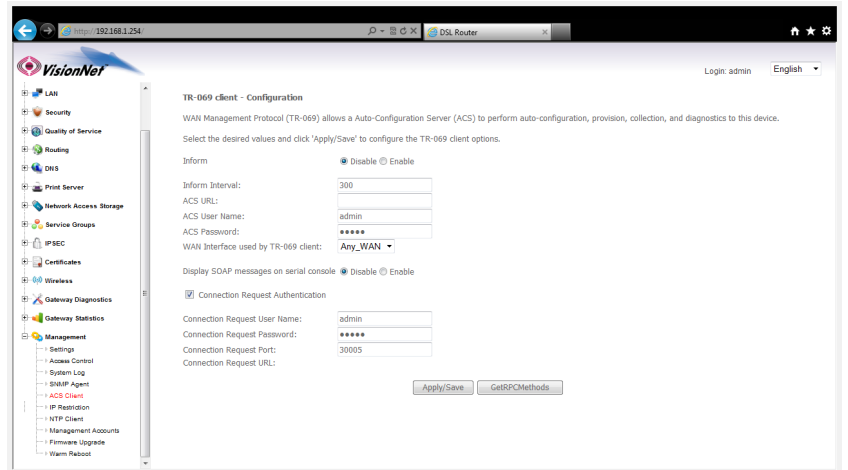 http://192.168.1.254/
DSL Router
VisionNet
Login: admin
English
LAN
Security
Quality of Service
Routing
DNS
Print Server
Network Access Storage
Service Groups
IPSEC
Certificates
Wireless
Gateway Diagnostics
Gateway Statistics
Management
Settings
Access Control
System Log
SNMP Agent
ACS Client
IP Restriction
NTP Client
Management Accounts
Firmware Upgrade
Warm Reboot
TR-069 client - Configuration
WAN Management Protocol (TR-069) allows a Auto-Configuration Server (ACS) to perform auto-configuration, provision, collection, and diagnostics to this device.
Select the desired values and click 'Apply/Save' to configure the TR-069 client options.
Inform Disable Enable
Inform Interval: 300
ACS URL:
ACS User Name: admin
ACS Password: •••••
WAN Interface used by TR-069 client: Any_WAN
Display SOAP messages on serial console Disable Enable
Connection Request Authentication
Connection Request User Name: admin
Connection Request Password: •••••
Connection Request Port: 30005
Connection Request URL:
Apply/Save GetRPCMethods